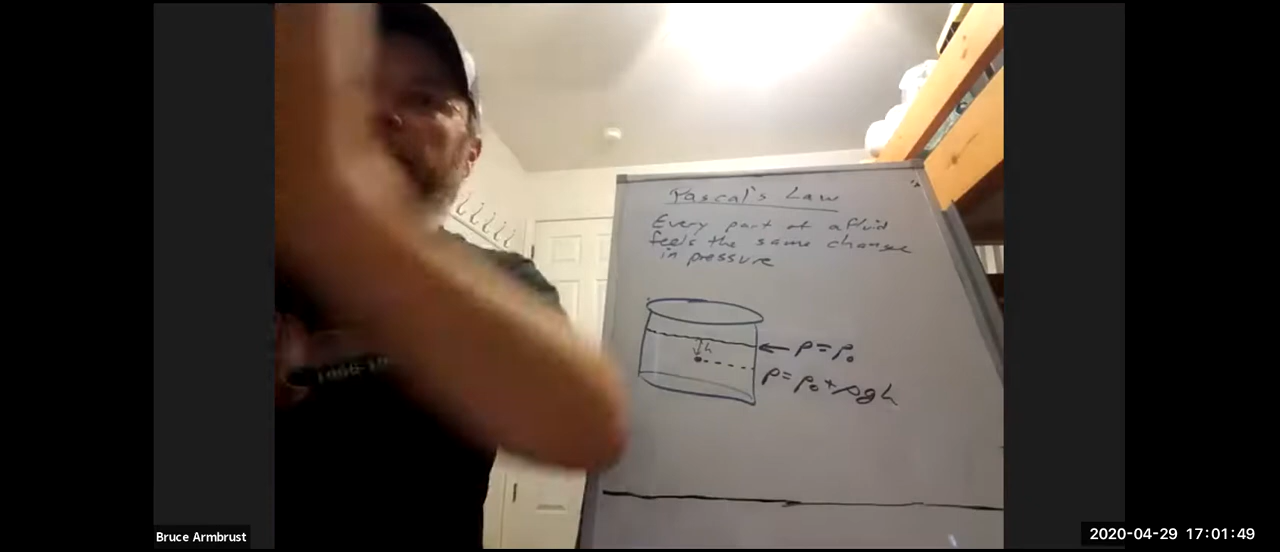 Pascal's Law
Every part of a fluid
feels the same change
in pressure
h
← P = P₀
P = P₀ + ρgh
Bruce Armbrust
2020-04-29 17:01:49